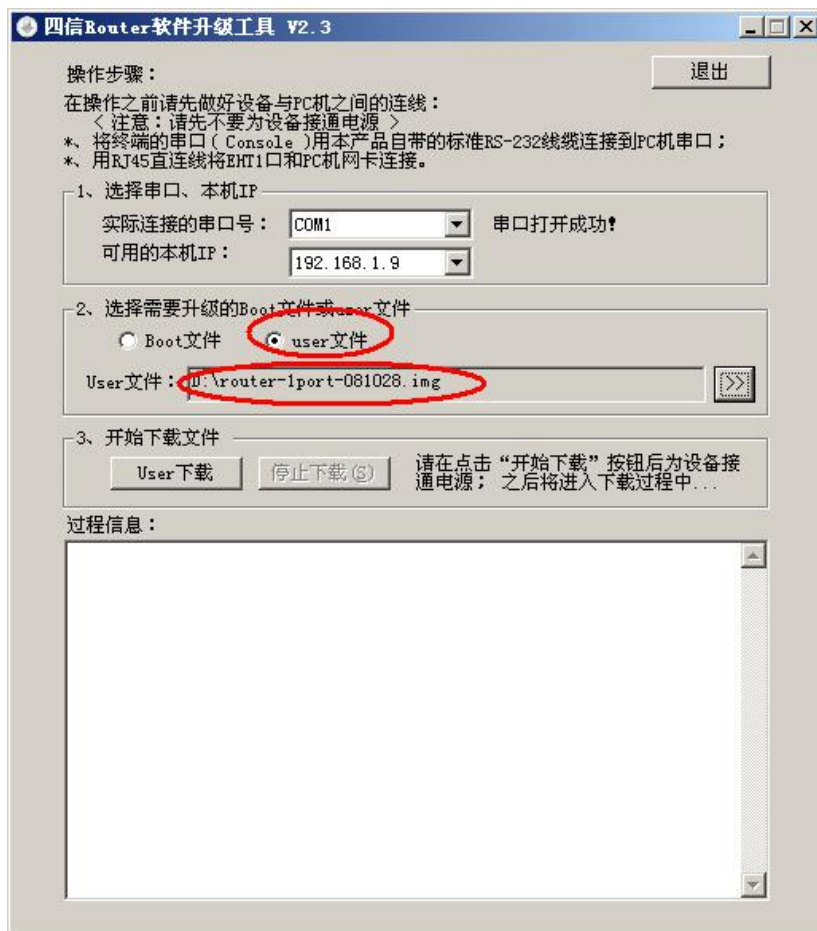 四信Router软件升级工具 V2.3
操作步骤：
退出
在操作之前请先做好设备与PC机之间的连线：
＜ 注意：请先不要为设备接通电源 ＞
*、将终端的串口( Console )用本产品自带的标准RS-232线缆连接到PC机串口；
*、用RJ45直连线将EHT1口和PC机网卡连接。
1、选择串口、本机IP
实际连接的串口号： COM1 串口打开成功!
可用的本机IP： 192.168.1.9
2、选择需要升级的Boot文件或user文件
Boot文件 user文件
User文件： D:\router-1port-081028.img >>
3、开始下载文件
User下载 停止下载(S) 请在点击“开始下载”按钮后为设备接
通电源； 之后将进入下载过程中...
过程信息：